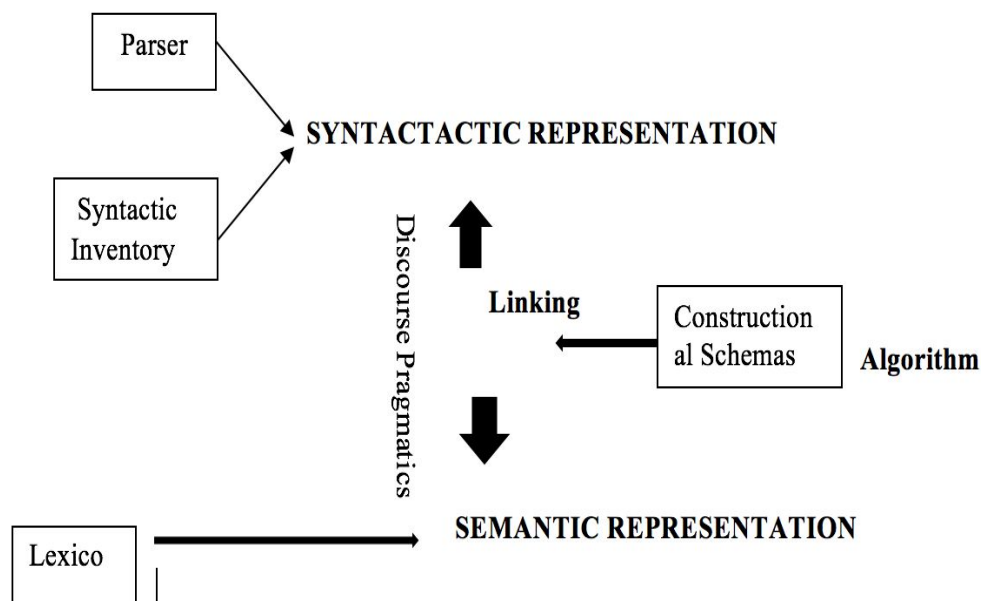 Parser
SYNTACTACTIC REPRESENTATION
Syntactic
Inventory
Discourse Pragmatics
Linking
Construction
al Schemas
Algorithm
SEMANTIC REPRESENTATION
Lexico